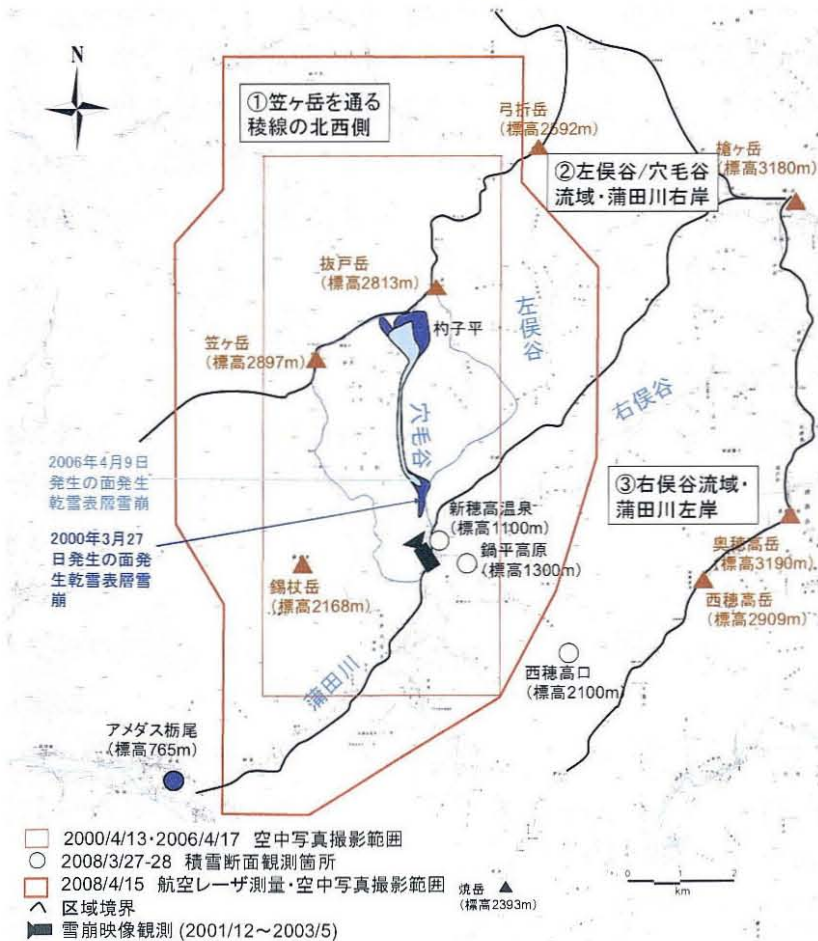 N
①笠ヶ岳を通る
稜線の北西側
弓折岳
(標高2592m)
槍ヶ岳
(標高3180m)
②左俣谷/穴毛谷
流域・蒲田川右岸
抜戸岳
(標高2813m)
杓子平
左俣谷
笠ヶ岳
(標高2897m)
右俣谷
穴毛谷
2006年4月9日
発生の面発生
乾雪表層雪崩
2000年3月27
日発生の面発
生乾雪表層雪
崩
③右俣谷流域・
蒲田川左岸
新穂高温泉
(標高1100m)
鍋平高原
(標高1300m)
奥穂高岳
(標高3190m)
西穂高岳
(標高2909m)
錫杖岳
(標高2168m)
西穂高口
(標高2100m)
蒲田川
アメダス栃尾
(標高765m)
2000/4/13・2006/4/17 空中写真撮影範囲
2008/3/27-28 積雪断面観測箇所
2008/4/15 航空レーザ測量・空中写真撮影範囲
焼岳
(標高2393m)
区域境界
雪崩映像観測 (2001/12～2003/5)
0 2
km